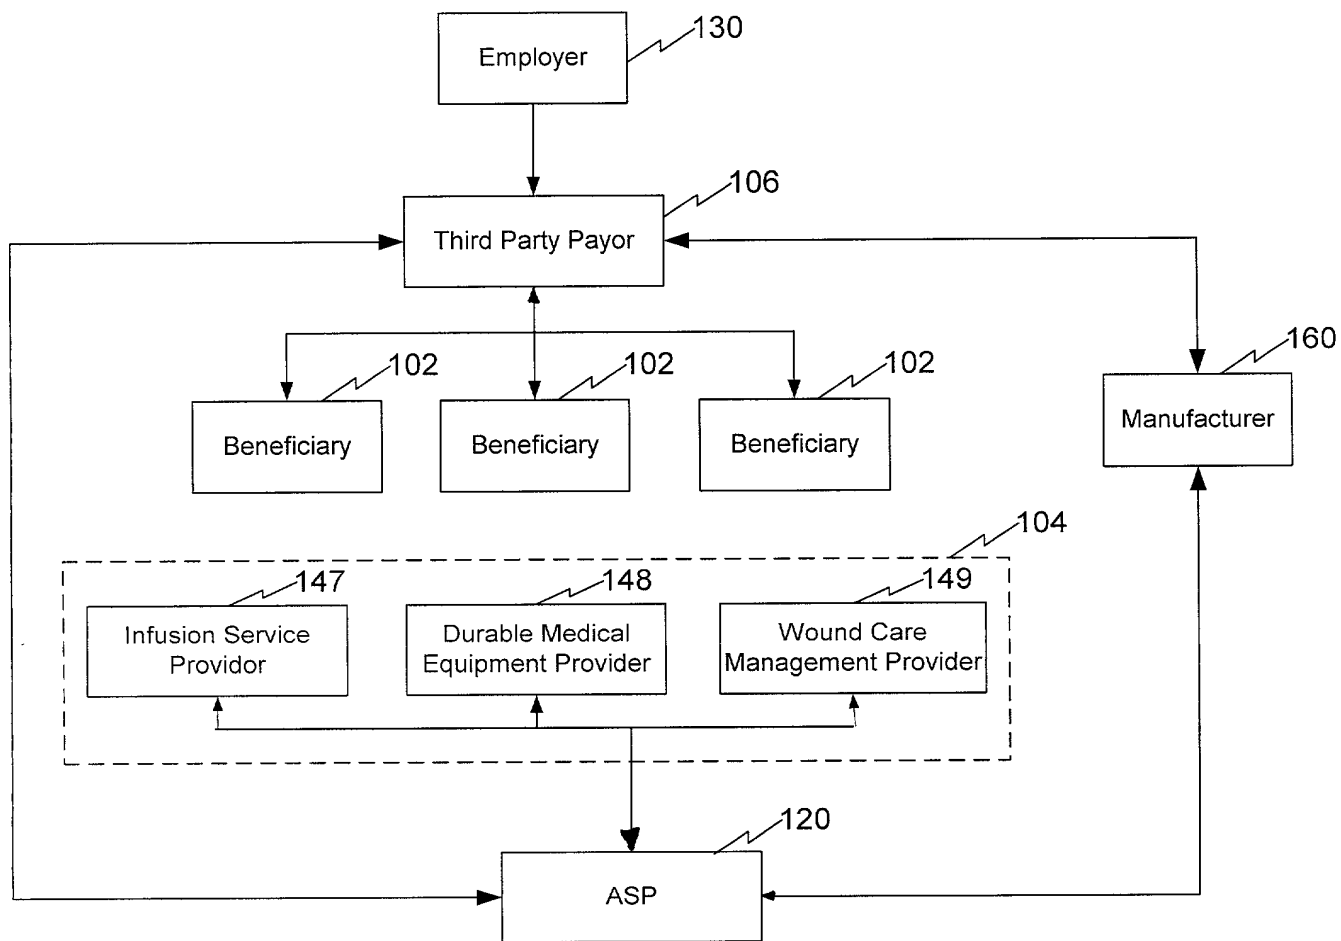 130
Employer
106
Third Party Payor
160
102
102
102
Manufacturer
Beneficiary
Beneficiary
Beneficiary
104
147
148
149
Infusion Service
Providor
Durable Medical
Equipment Provider
Wound Care
Management Provider
120
ASP